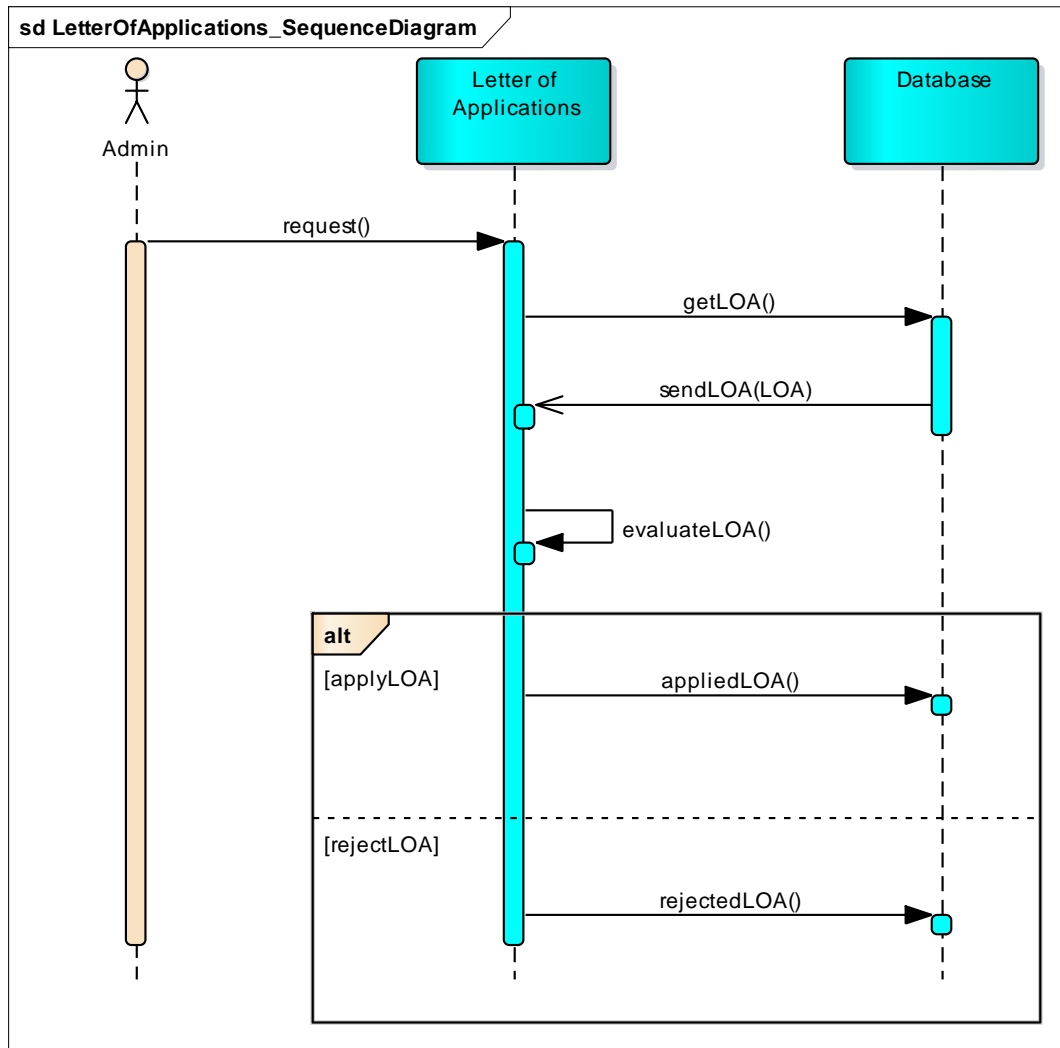 sd LetterOfApplications_SequenceDiagram
Admin
Letter of
Applications
Database
request()
getLOA()
sendLOA(LOA)
evaluateLOA()
alt
[applyLOA]
appliedLOA()
[rejectLOA]
rejectedLOA()